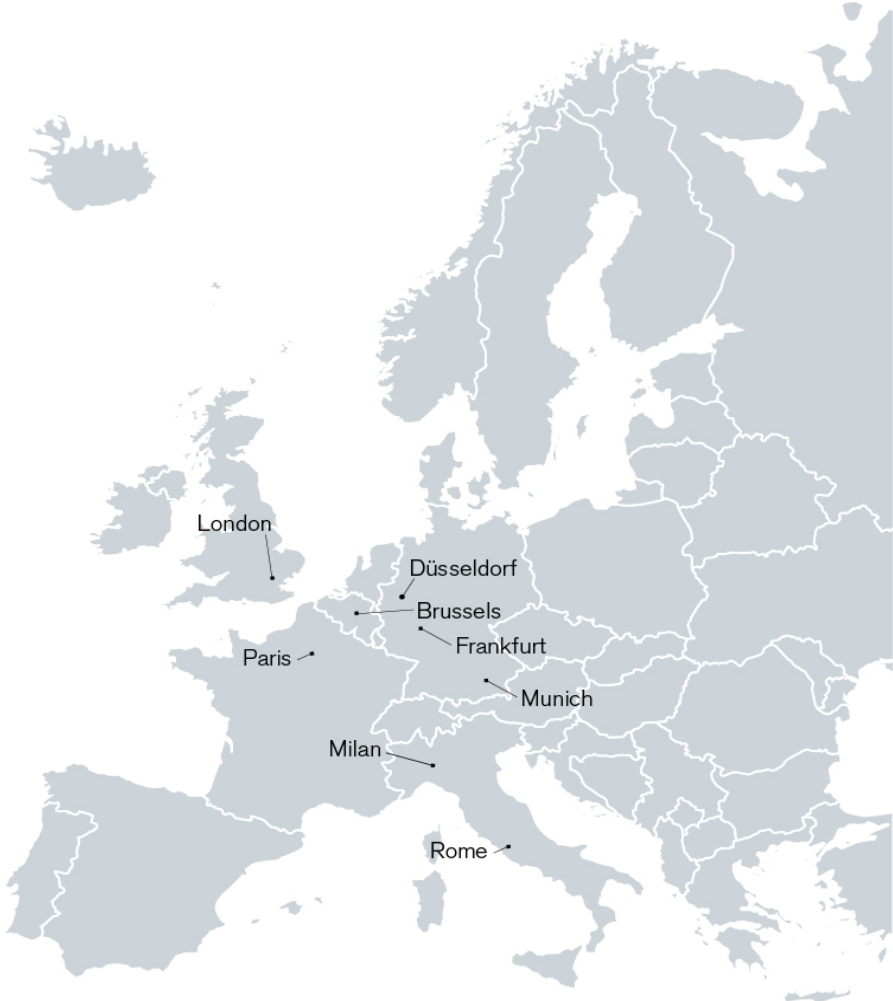 London
Düsseldorf
Brussels
Frankfurt
Paris
Munich
Milan
Rome